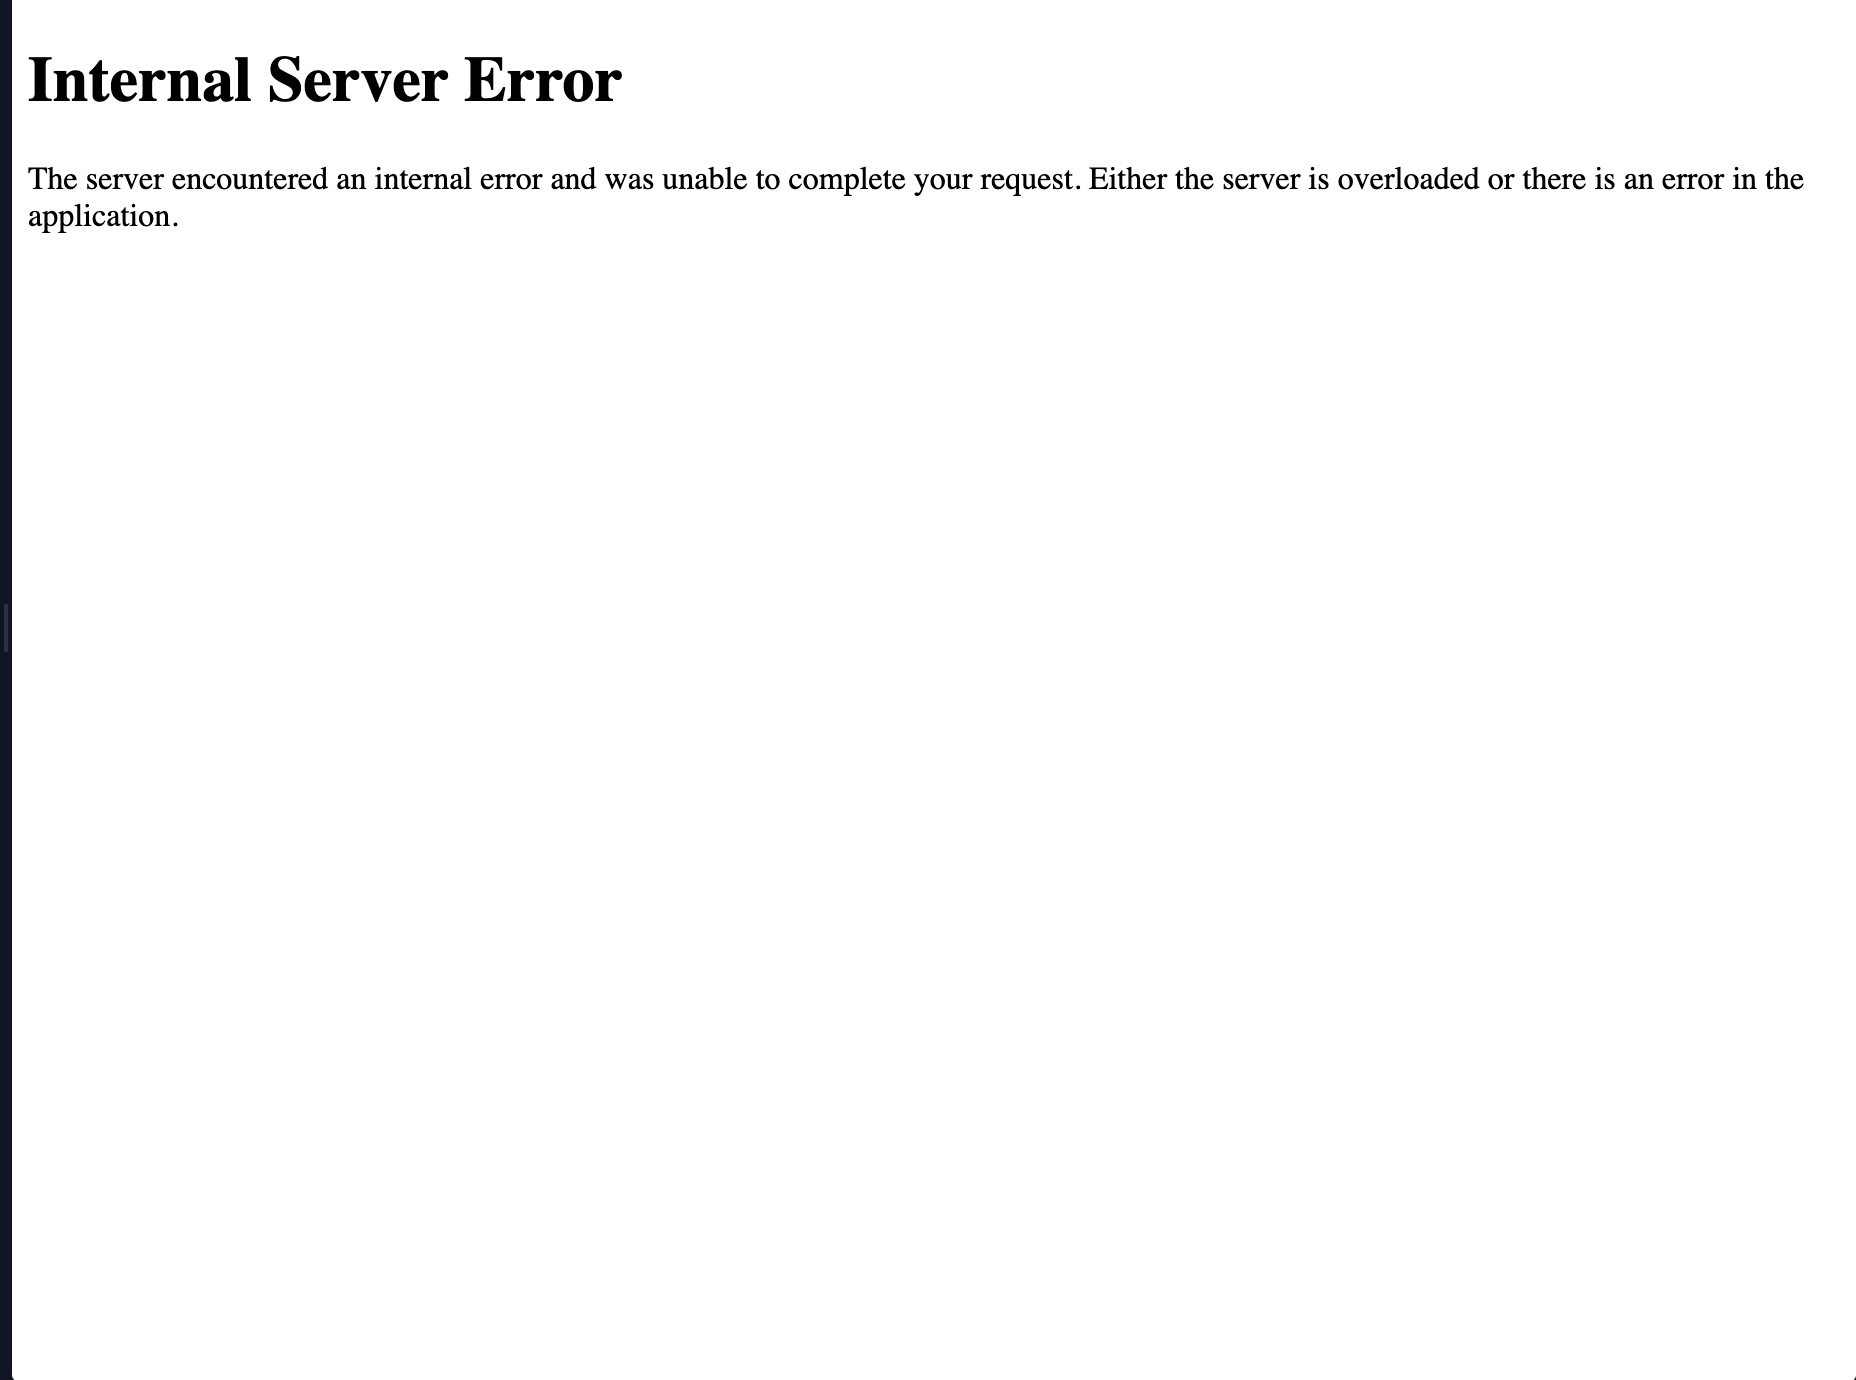 Internal Server Error
The server encountered an internal error and was unable to complete your request. Either the server is overloaded or there is an error in the
application.